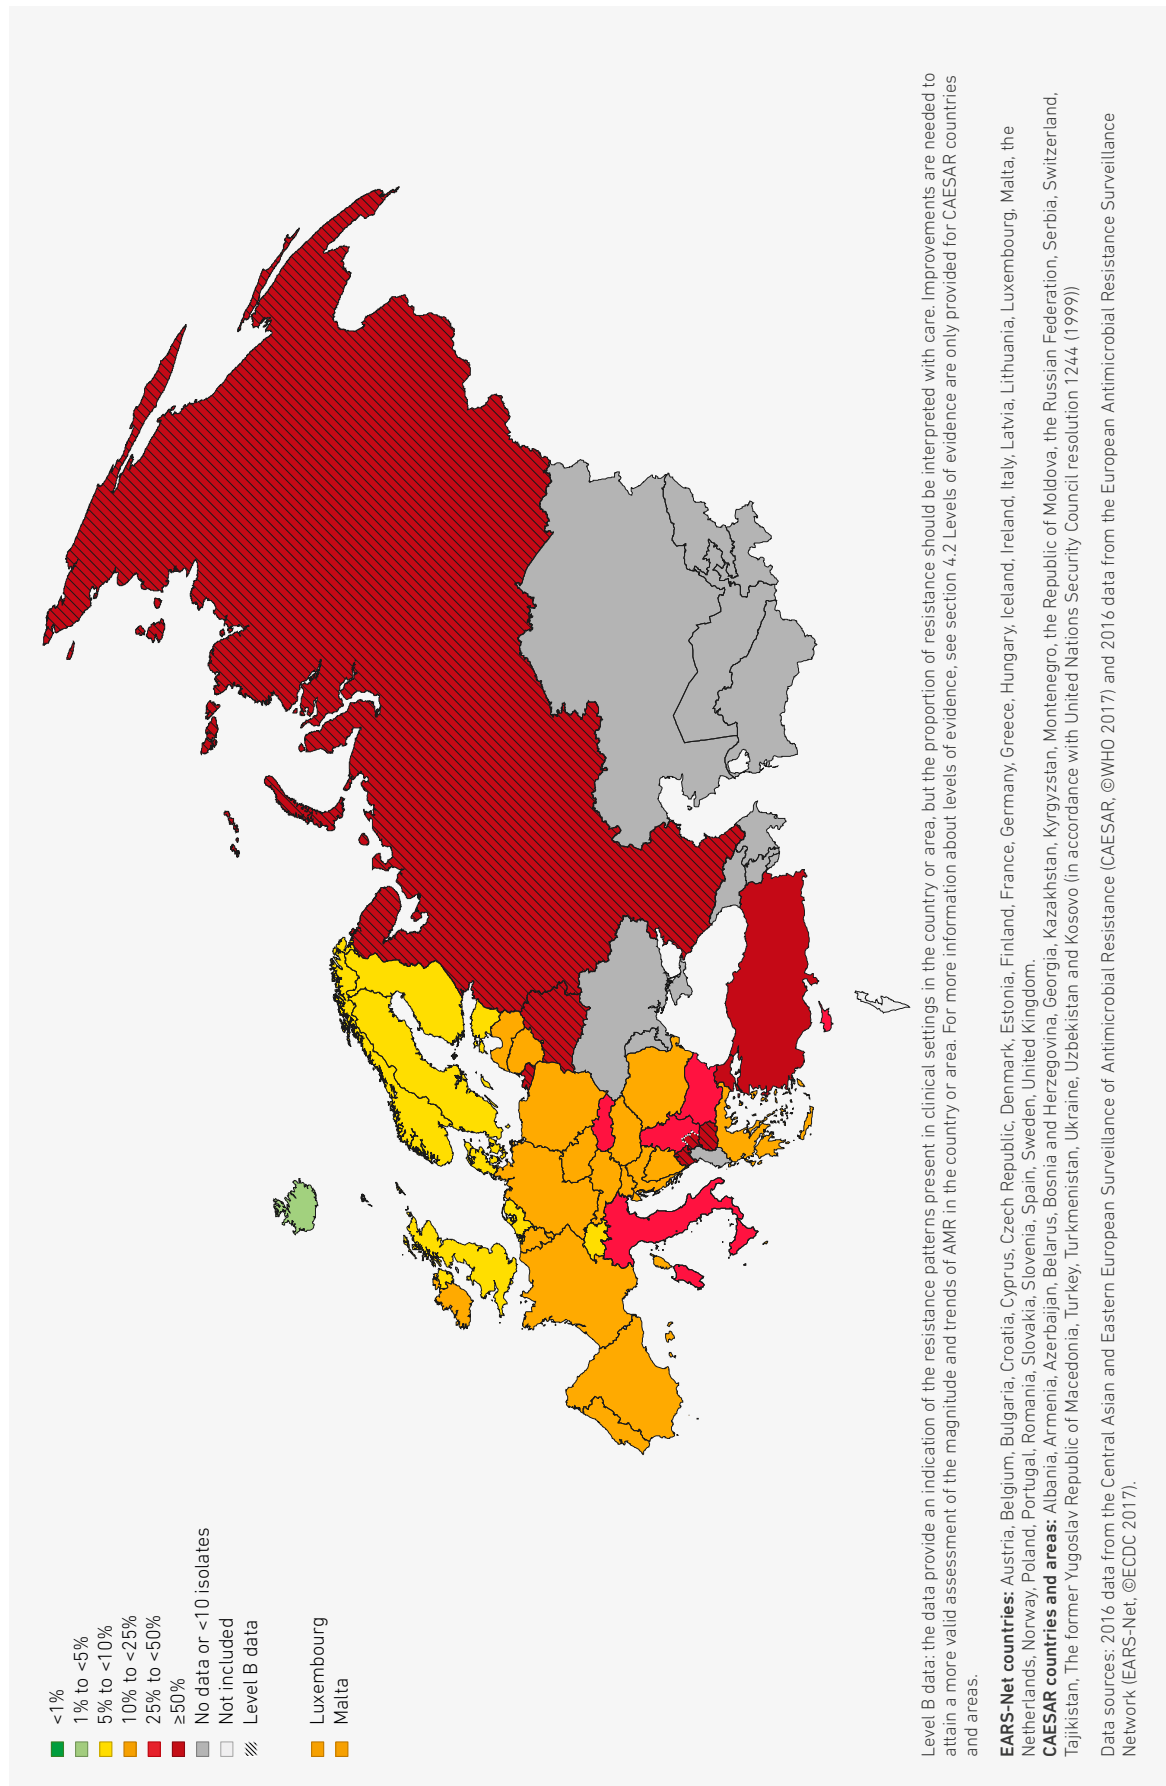 <1%
1% to <5%
5% to <10%
10% to <25%
25% to <50%
≥50%
No data or <10 isolates
Not included
Level B data
Luxembourg
Malta
Level B data: the data provide an indication of the resistance patterns present in clinical settings in the country or area, but the proportion of resistance should be interpreted with care. Improvements are needed to
attain a more valid assessment of the magnitude and trends of AMR in the country or area. For more information about levels of evidence, see section 4.2 Levels of evidence are only provided for CAESAR countries
and areas.
EARS-Net countries: Austria, Belgium, Bulgaria, Croatia, Cyprus, Czech Republic, Denmark, Estonia, Finland, France, Germany, Greece, Hungary, Iceland, Ireland, Italy, Latvia, Lithuania, Luxembourg, Malta, the
Netherlands, Norway, Poland, Portugal, Romania, Slovakia, Slovenia, Spain, Sweden, United Kingdom.
CAESAR countries and areas: Albania, Armenia, Azerbaijan, Belarus, Bosnia and Herzegovina, Georgia, Kazakhstan, Kyrgyzstan, Montenegro, the Republic of Moldova, the Russian Federation, Serbia, Switzerland,
Tajikistan, The former Yugoslav Republic of Macedonia, Turkey, Turkmenistan, Ukraine, Uzbekistan and Kosovo (in accordance with United Nations Security Council resolution 1244 (1999))
Data sources: 2016 data from the Central Asian and Eastern European Surveillance of Antimicrobial Resistance (CAESAR, ©WHO 2017) and 2016 data from the European Antimicrobial Resistance Surveillance
Network (EARS-Net, ©ECDC 2017).